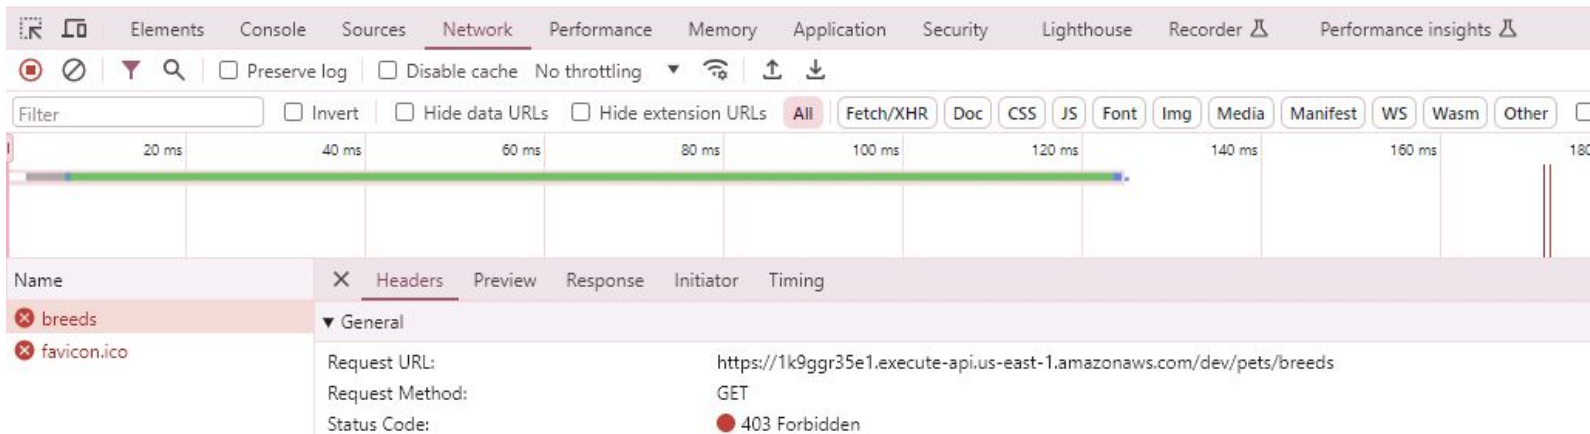 Elements Console Sources Network Performance Memory Application Security Lighthouse Recorder Performance insights
Preserve log Disable cache No throttling
Filter Invert Hide data URLs Hide extension URLs All Fetch/XHR Doc CSS JS Font Img Media Manifest WS Wasm Other
20 ms 40 ms 60 ms 80 ms 100 ms 120 ms 140 ms 160 ms 180
Name Headers Preview Response Initiator Timing
breeds General
favicon.ico
Request URL: https://1k9ggr35e1.execute-api.us-east-1.amazonaws.com/dev/pets/breeds
Request Method: GET
Status Code: 403 Forbidden